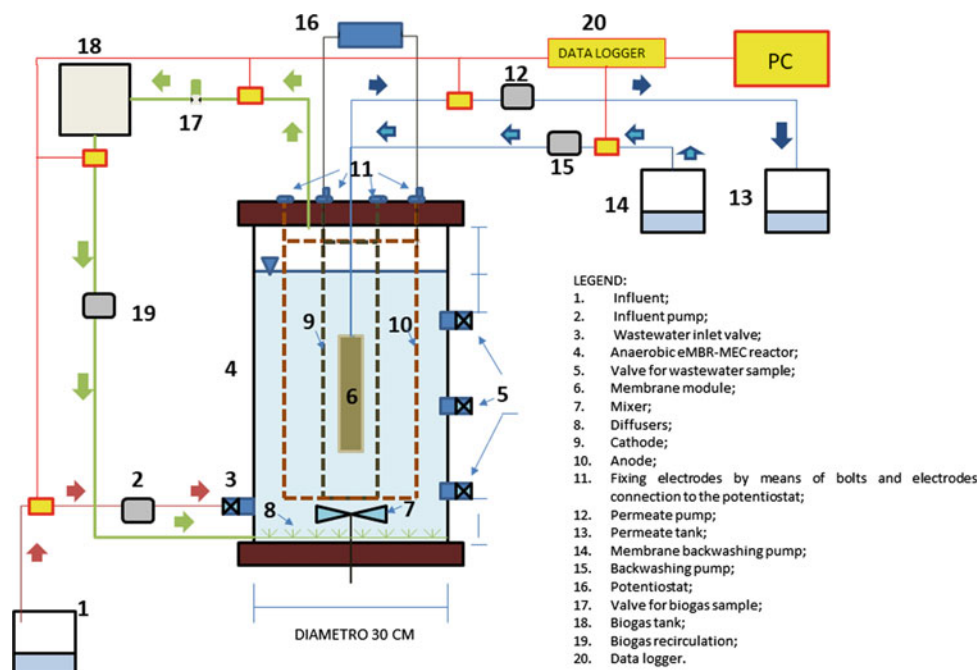 16
20
18
DATA LOGGER
PC
12
17
15
11
14
13
19
9
10
4
6
5
2
3
8
7
1
DIAMETRO 30 CM
LEGEND:
1. Influent;
2. Influent pump;
3. Wastewater inlet valve;
4. Anaerobic eMBR-MEC reactor;
5. Valve for wastewater sample;
6. Membrane module;
7. Mixer;
8. Diffusers;
9. Cathode;
10. Anode;
11. Fixing electrodes by means of bolts and electrodes
connection to the potentiostat;
12. Permeate pump;
13. Permeate tank;
14. Membrane backwashing pump;
15. Backwashing pump;
16. Potentiostat;
17. Valve for biogas sample;
18. Biogas tank;
19. Biogas recirculation;
20. Data logger.